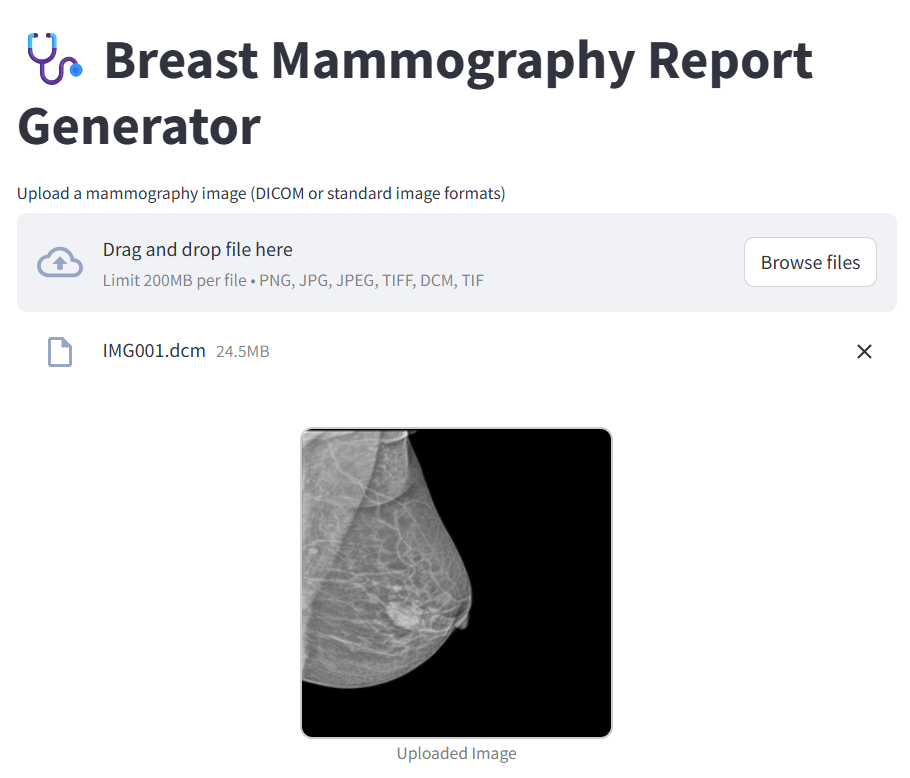 Breast Mammography Report
Generator
Upload a mammography image (DICOM or standard image formats)
Drag and drop file here
Limit 200MB per file • PNG, JPG, JPEG, TIFF, DCM, TIF
Browse files
IMG001.dcm 24.5MB
Uploaded Image